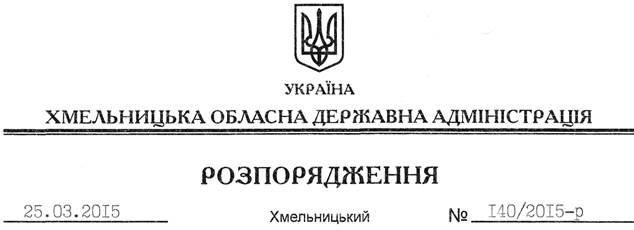 УКРАЇНА
ХМЕЛЬНИЦЬКА ОБЛАСНА ДЕРЖАВНА АДМІНІСТРАЦІЯ
РОЗПОРЯДЖЕННЯ
25.03.2015 Хмельницький № 140/2015-р